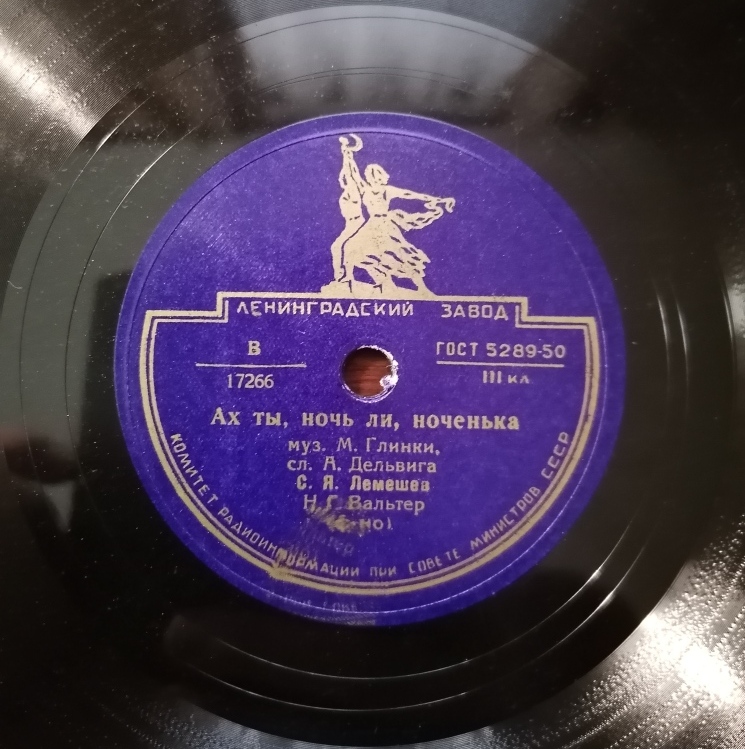 ЛЕНИНГРАДСКИЙ ЗАВОД
В
17266
ГОСТ 5289-50
III кл.
Ах ты, ночь ли, ноченька
муз. М. Глинки,
сл. А. Дельвига
С. Я. Лемешев
Н. Г. Вальтер
КОМИТЕТ РАДИОИНФОРМАЦИИ ПРИ СОВЕТЕ МИНИСТРОВ СССР